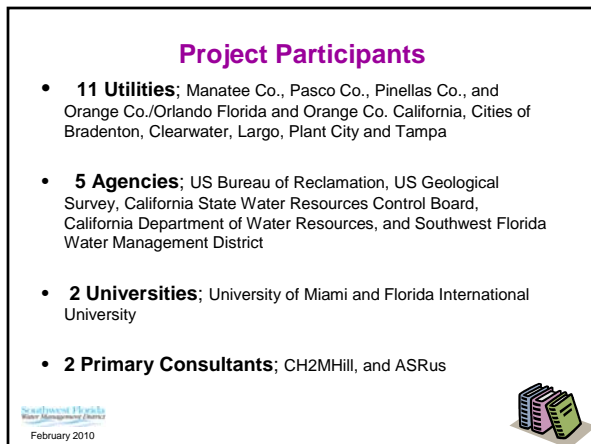 Project Participants
• 11 Utilities; Manatee Co., Pasco Co., Pinellas Co., and
Orange Co./Orlando Florida and Orange Co. California, Cities of
Bradenton, Clearwater, Largo, Plant City and Tampa
• 5 Agencies; US Bureau of Reclamation, US Geological
Survey, California State Water Resources Control Board,
California Department of Water Resources, and Southwest Florida
Water Management District
• 2 Universities; University of Miami and Florida International
University
• 2 Primary Consultants; CH2MHill, and ASRus
Southwest Florida
Water Management District
February 2010